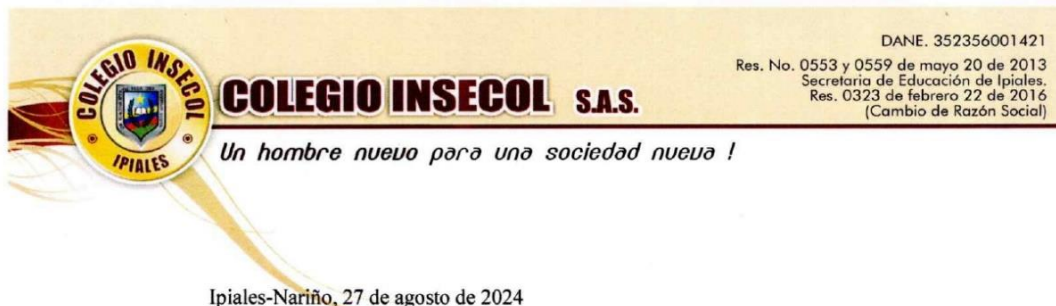 COLEGIO INSECOL
IPIALES
COLEGIO INSECOL S.A.S.
Un hombre nuevo para una sociedad nueva !
DANE. 352356001421
Res. No. 0553 y 0559 de mayo 20 de 2013
Secretaria de Educación de Ipiales.
Res. 0323 de febrero 22 de 2016
(Cambio de Razón Social)
Ipiales-Nariño, 27 de agosto de 2024